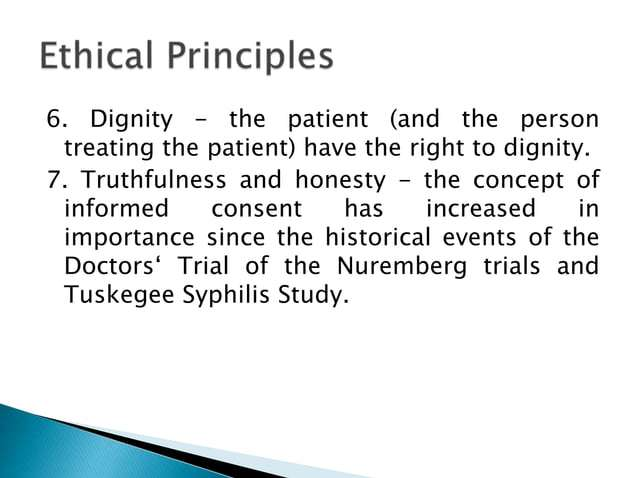 Ethical Principles
6. Dignity - the patient (and the person
treating the patient) have the right to dignity.
7. Truthfulness and honesty - the concept of
informed consent has increased in
importance since the historical events of the
Doctors‘ Trial of the Nuremberg trials and
Tuskegee Syphilis Study.